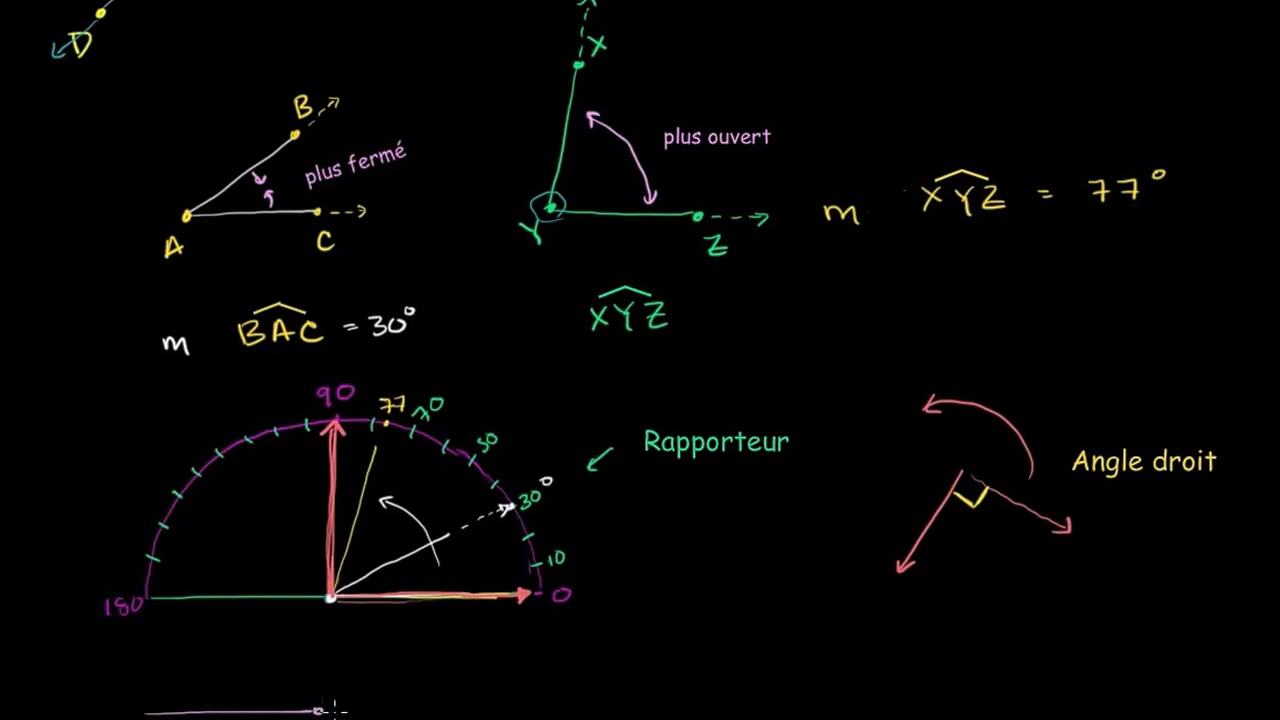 D
X
B
plus fermé
plus ouvert
A
C
Y
Z
m XYZ = 77°
m BAC = 30°
XYZ
90
77
70
50
30°
10
0
180
Rapporteur
Angle droit